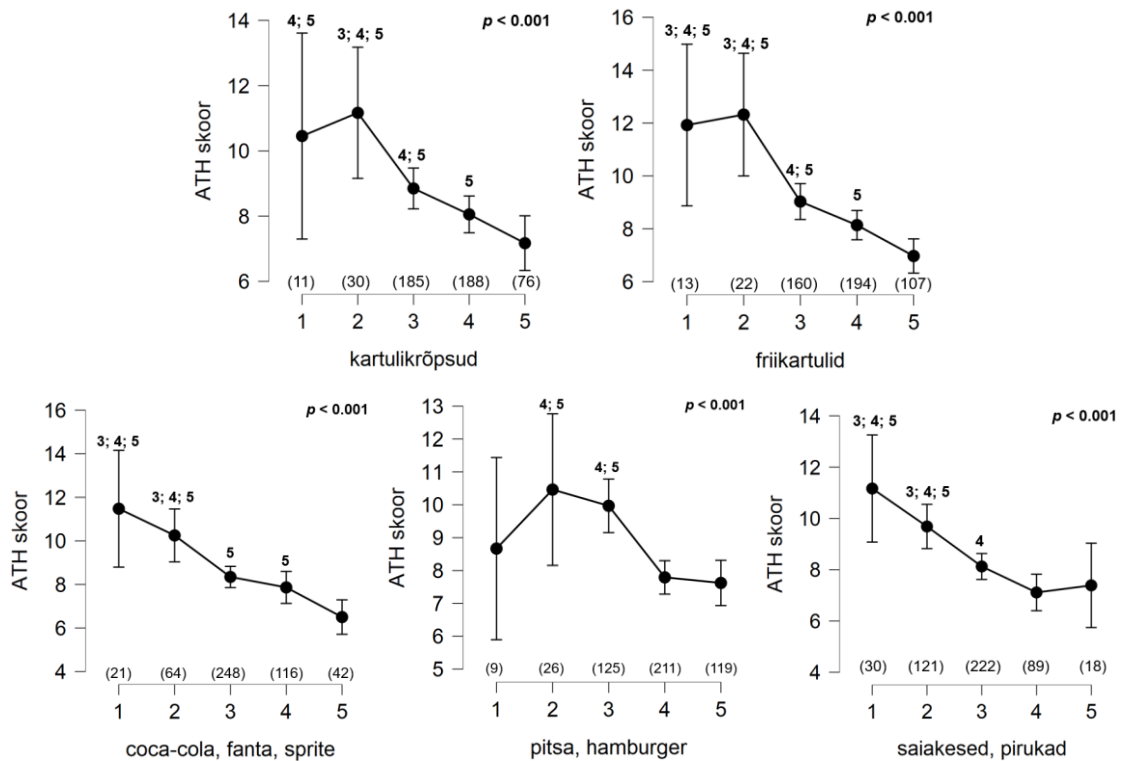 14
4; 5
3; 4; 5
p < 0.001
12
10
4; 5
5
8
6
ATH skoor
(11) (30) (185) (188) (76)
1 2 3 4 5
kartulikrõpsud
16
3; 4; 5
3; 4; 5
p < 0.001
14
12
10
4; 5
5
8
6
ATH skoor
(13) (22) (160) (194) (107)
1 2 3 4 5
friikartulid
16
p < 0.001
14
3; 4; 5
12
3; 4; 5
10
5
5
8
6
4
ATH skoor
(21) (64) (248) (116) (42)
1 2 3 4 5
coca-cola, fanta, sprite
13
4; 5
p < 0.001
12
11
4; 5
10
9
8
7
6
5
ATH skoor
(9) (26) (125) (211) (119)
1 2 3 4 5
pitsa, hamburger
14
3; 4; 5
p < 0.001
12
3; 4; 5
10
4
8
6
4
ATH skoor
(30) (121) (222) (89) (18)
1 2 3 4 5
saiakesed, pirukad